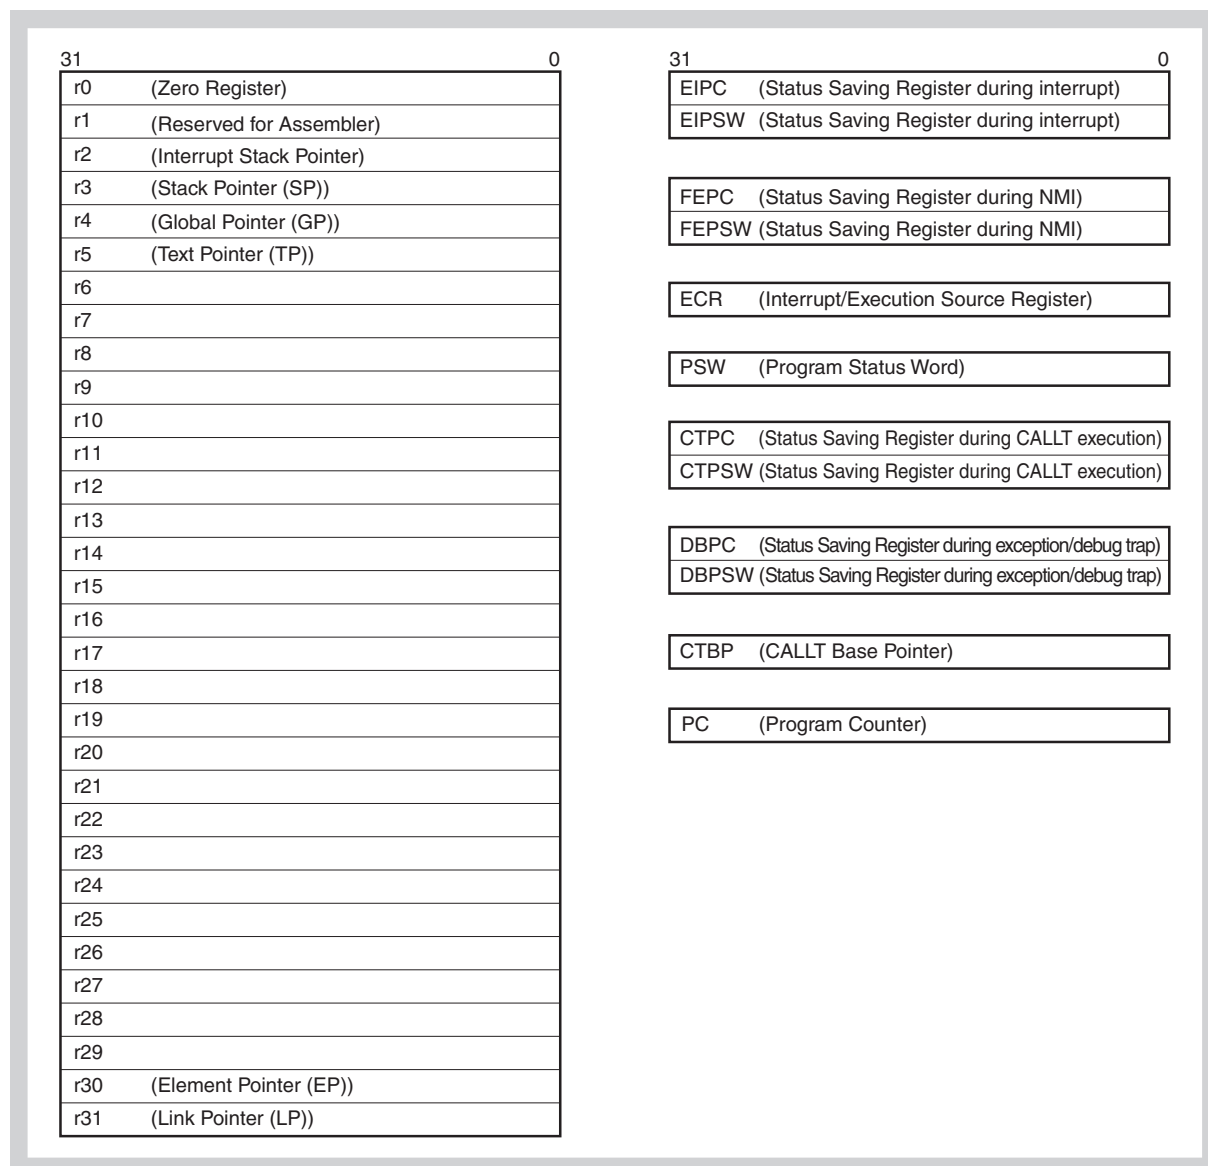 31 0
r0 (Zero Register)
r1 (Reserved for Assembler)
r2 (Interrupt Stack Pointer)
r3 (Stack Pointer (SP))
r4 (Global Pointer (GP))
r5 (Text Pointer (TP))
r6
r7
r8
r9
r10
r11
r12
r13
r14
r15
r16
r17
r18
r19
r20
r21
r22
r23
r24
r25
r26
r27
r28
r29
r30 (Element Pointer (EP))
r31 (Link Pointer (LP))
31 0
EIPC (Status Saving Register during interrupt)
EIPSW (Status Saving Register during interrupt)
FEPC (Status Saving Register during NMI)
FEPSW (Status Saving Register during NMI)
ECR (Interrupt/Execution Source Register)
PSW (Program Status Word)
CTPC (Status Saving Register during CALLT execution)
CTPSW (Status Saving Register during CALLT execution)
DBPC (Status Saving Register during exception/debug trap)
DBPSW (Status Saving Register during exception/debug trap)
CTBP (CALLT Base Pointer)
PC (Program Counter)